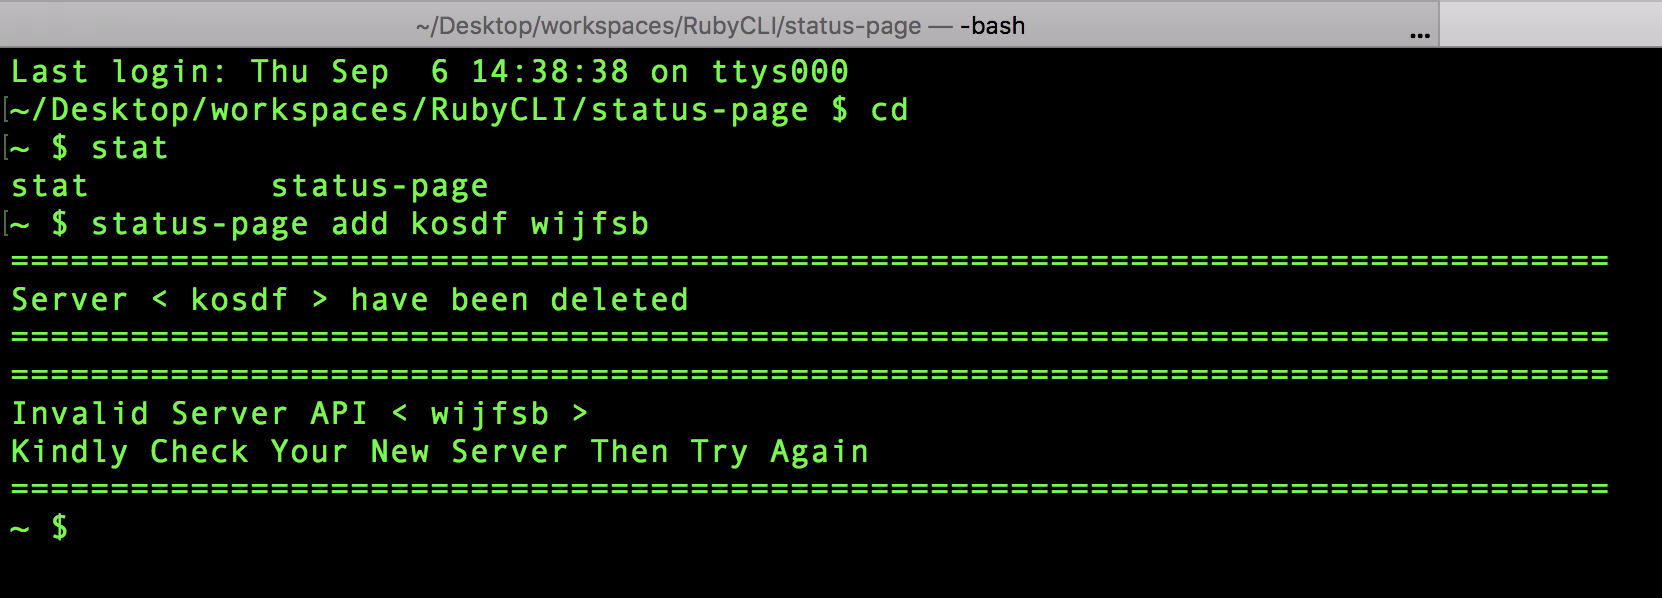 ~/Desktop/workspaces/RubyCLI/status-page — -bash
...
Last login: Thu Sep  6 14:38:38 on ttys000
[~/Desktop/workspaces/RubyCLI/status-page $ cd
[~ $ stat
stat         status-page
[~ $ status-page add kosdf wijfsb
================================================================================
Server < kosdf > have been deleted
================================================================================
================================================================================
Invalid Server API < wijfsb >
Kindly Check Your New Server Then Try Again
================================================================================
~ $